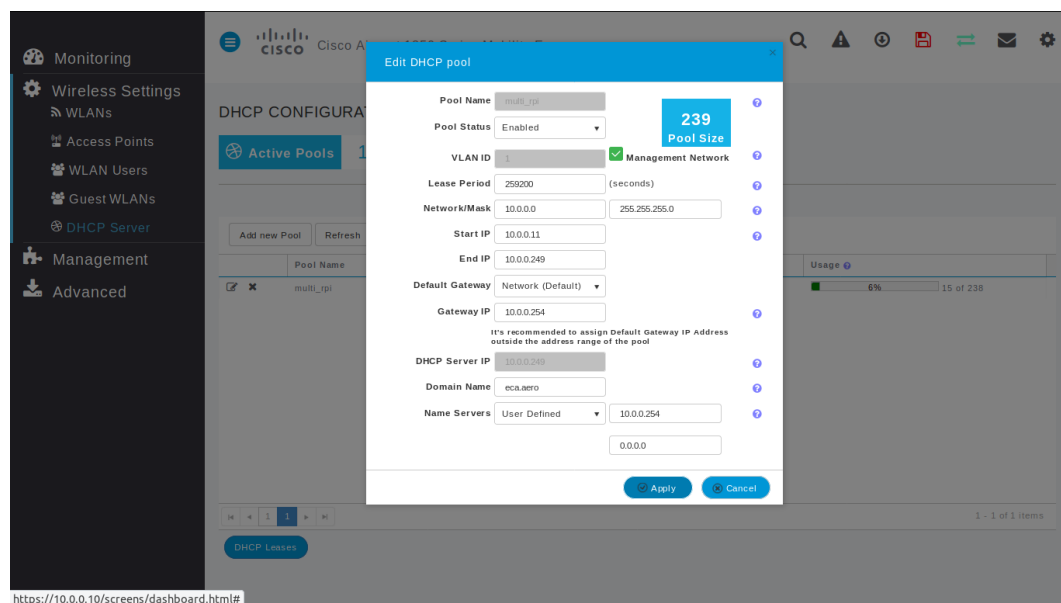 Monitoring
Wireless Settings
WLANs
Access Points
WLAN Users
Guest WLANs
DHCP Server
Management
Advanced
CISCO Cisco A
DHCP CONFIGURAT
Active Pools 1
Add new Pool Refresh
Pool Name Usage
multi_rpi 6% 15 of 238
1 1
1 - 1 of 1 items
DHCP Leases
Edit DHCP pool ×
Pool Name multi_rpi
239
Pool Size
Pool Status Enabled
VLAN ID 1 Management Network
Lease Period 259200 (seconds)
Network/Mask 10.0.0.0 255.255.255.0
Start IP 10.0.0.11
End IP 10.0.0.249
Default Gateway Network (Default)
Gateway IP 10.0.0.254
It's recommended to assign Default Gateway IP Address
outside the address range of the pool
DHCP Server IP 10.0.0.249
Domain Name eca.aero
Name Servers User Defined 10.0.0.254
0.0.0.0
Apply Cancel
https://10.0.0.10/screens/dashboard.html#